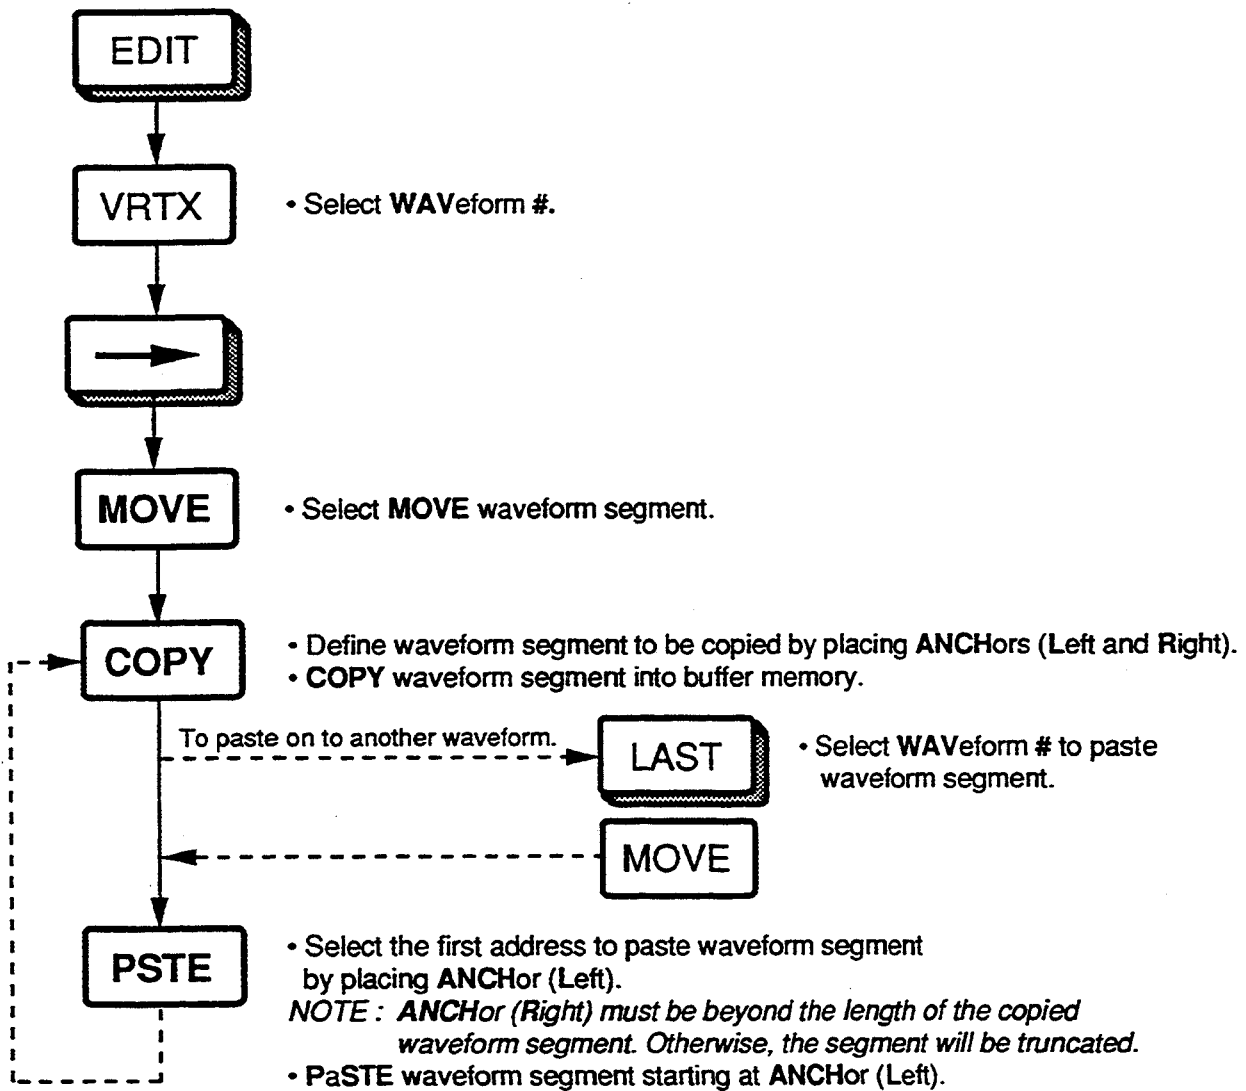 EDIT
VRTX
• Select WAVeform #.
MOVE
• Select MOVE waveform segment.
COPY
• Define waveform segment to be copied by placing ANCHors (Left and Right).
• COPY waveform segment into buffer memory.
To paste on to another waveform.
LAST
• Select WAVeform # to paste
waveform segment.
MOVE
PSTE
• Select the first address to paste waveform segment
by placing ANCHor (Left).
NOTE : ANCHor (Right) must be beyond the length of the copied
waveform segment. Otherwise, the segment will be truncated.
• PaSTE waveform segment starting at ANCHor (Left).